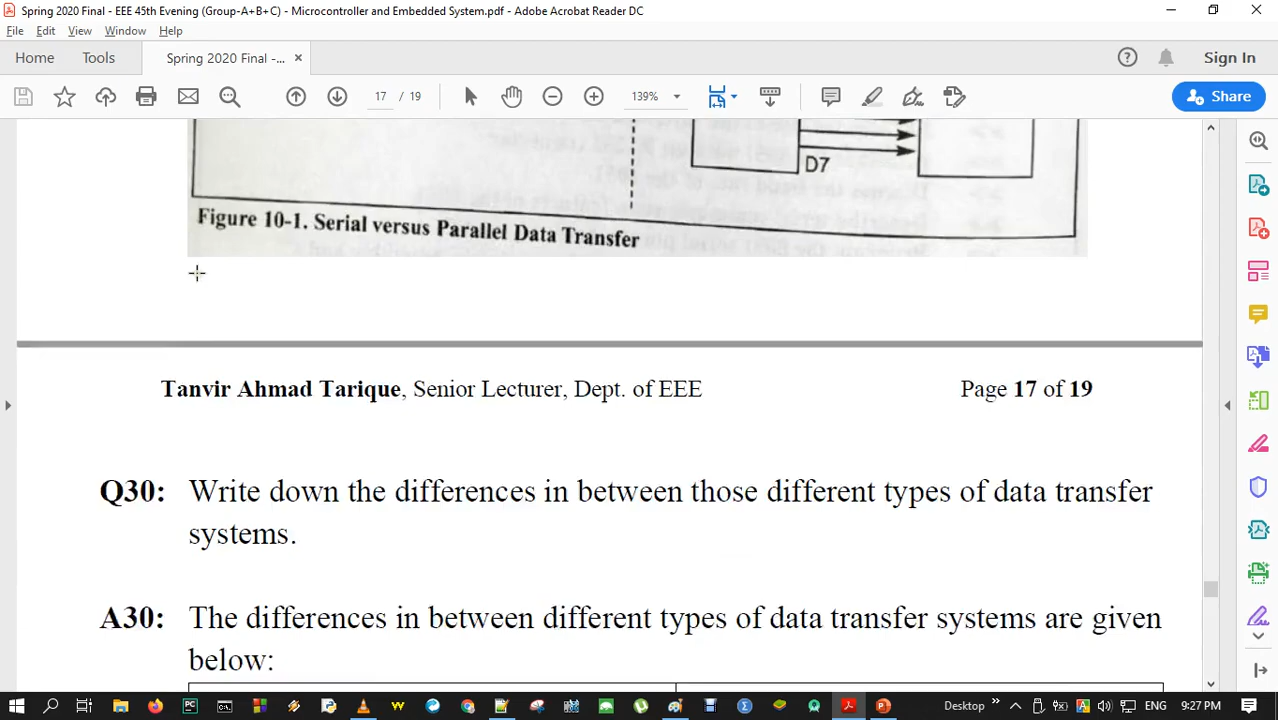 Spring 2020 Final - EEE 45th Evening (Group-A+B+C) - Microcontroller and Embedded System.pdf - Adobe Acrobat Reader DC
File Edit View Window Help
Home Tools Spring 2020 Final -... Sign In
17 / 19 139% Share
D7
Figure 10-1. Serial versus Parallel Data Transfer
Tanvir Ahmad Tarique, Senior Lecturer, Dept. of EEE Page 17 of 19
Q30: Write down the differences in between those different types of data transfer
systems.
A30: The differences in between different types of data transfer systems are given
below:
Desktop ENG 9:27 PM